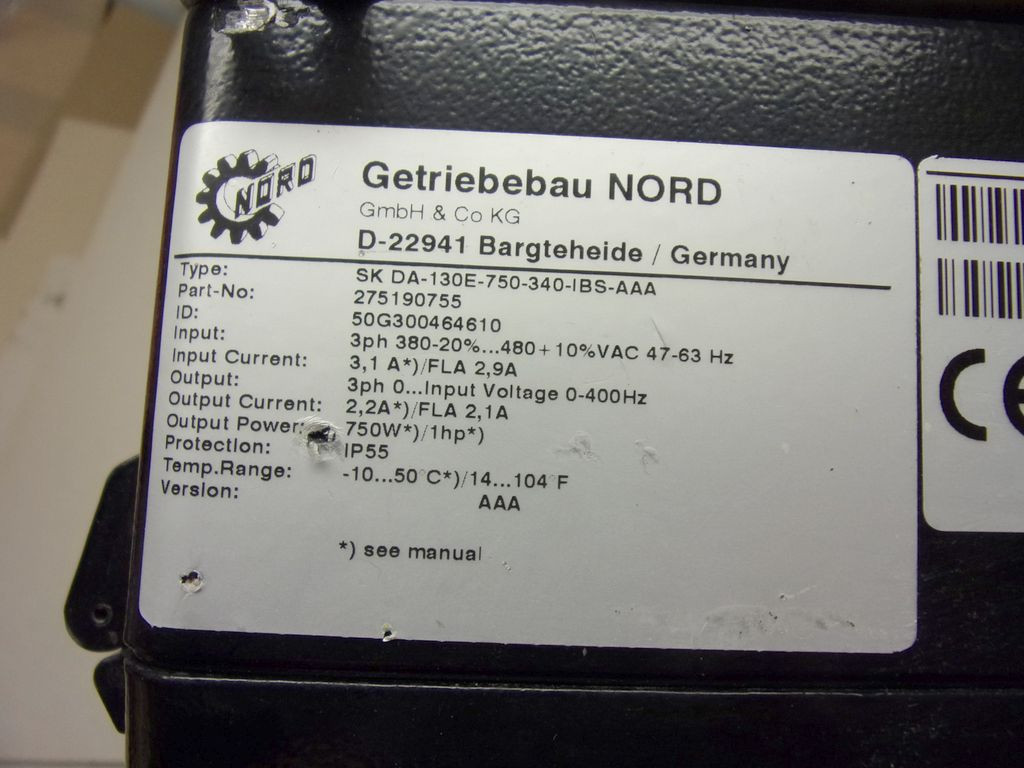 NORD
Getriebebau NORD
GmbH & Co KG
D-22941 Bargteheide / Germany
Type: SK DA-130E-750-340-IBS-AAA
Part-No: 275190755
ID: 50G300464610
Input: 3ph 380-20%...480+10%VAC 47-63 Hz
Input Current: 3,1 A*)/FLA 2,9A
Output: 3ph 0...Input Voltage 0-400Hz
Output Current: 2,2A*)/FLA 2,1A
Output Power: 750W*)/1hp*)
Protection: IP55
Temp.Range: -10...50°C*)/14...104°F
Version: AAA
*) see manual
CE